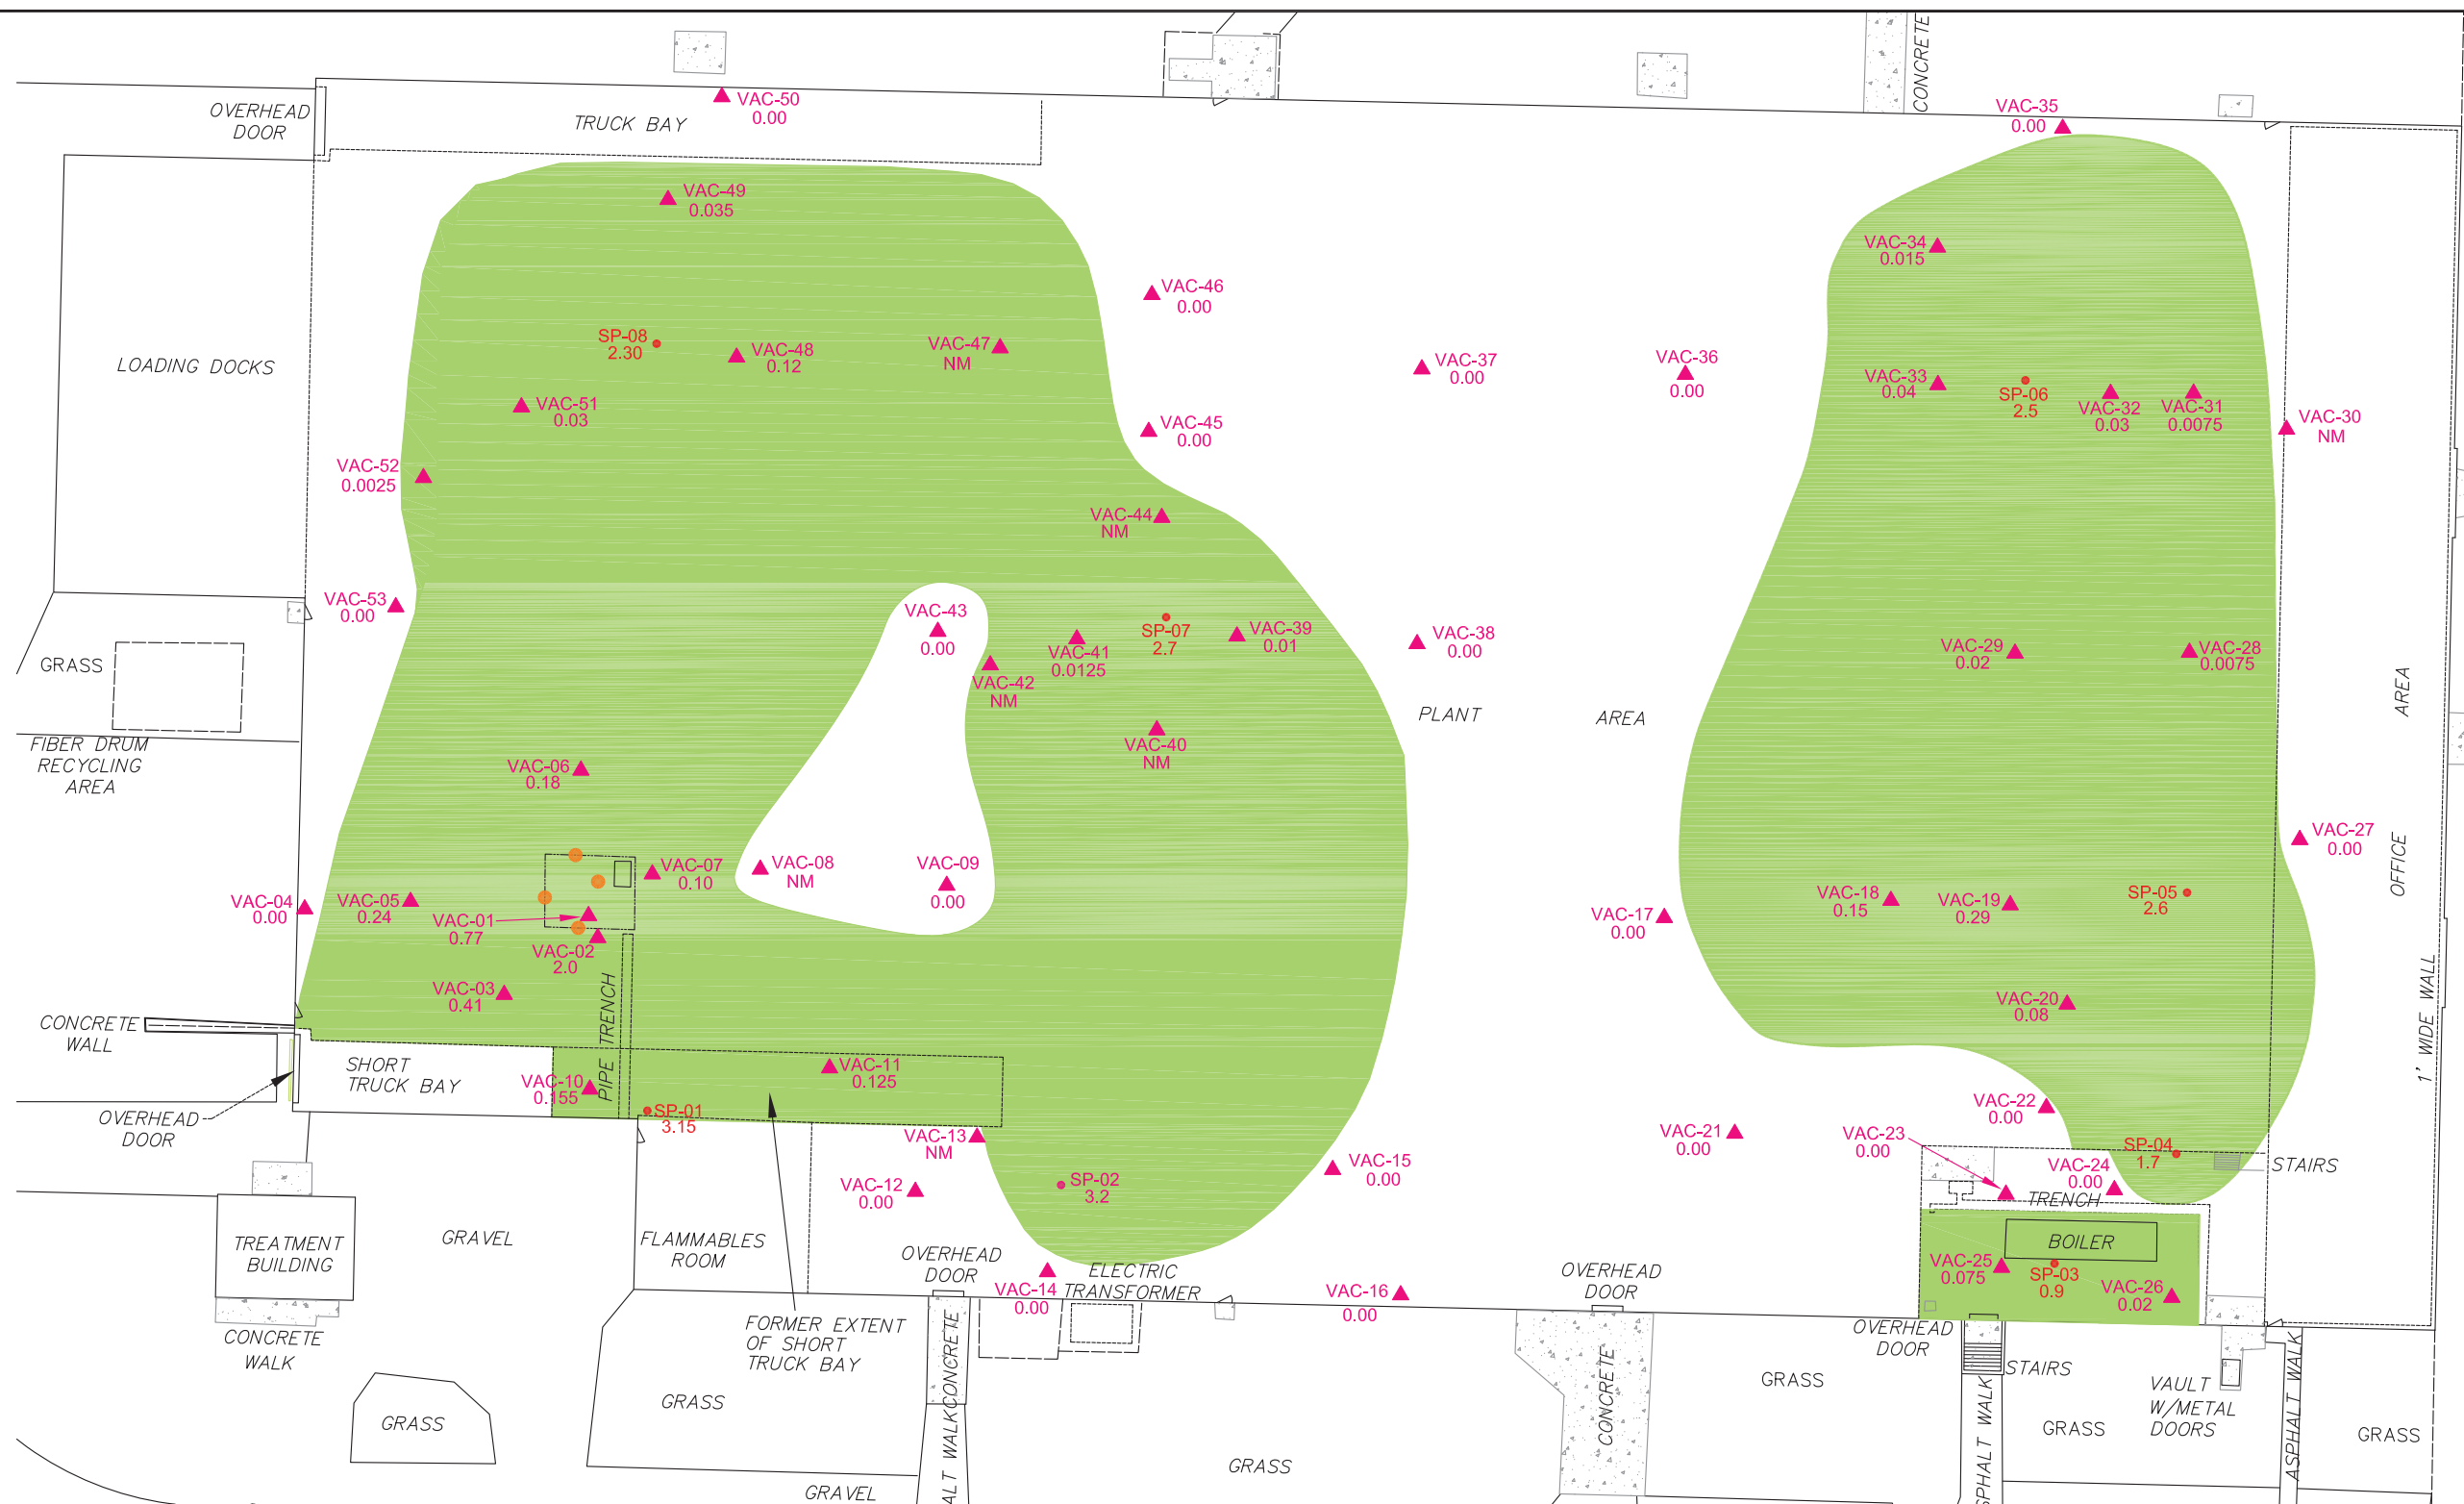 CONCRETE
OVERHEAD
DOOR
TRUCK BAY
VAC-50
0.00
VAC-35
0.00
VAC-49
0.035
VAC-34
0.015
VAC-46
0.00
SP-08
2.30
VAC-48
0.12
VAC-47
NM
VAC-37
0.00
VAC-36
0.00
VAC-33
0.04
SP-06
2.5
VAC-32
0.03
VAC-31
0.0075
VAC-30
NM
LOADING DOCKS
VAC-51
0.03
VAC-45
0.00
VAC-52
0.0025
VAC-44
NM
VAC-53
0.00
VAC-43
0.00
VAC-41
0.0125
SP-07
2.7
VAC-39
0.01
VAC-38
0.00
VAC-29
0.02
VAC-28
0.0075
GRASS
VAC-42
NM
VAC-40
NM
PLANT
AREA
OFFICE
AREA
FIBER DRUM
RECYCLING
AREA
VAC-06
0.18
VAC-27
0.00
VAC-07
0.10
VAC-08
NM
VAC-09
0.00
VAC-04
0.00
VAC-05
0.24
VAC-01
0.77
VAC-02
2.0
VAC-17
0.00
VAC-18
0.15
VAC-19
0.29
SP-05
2.6
VAC-03
0.41
VAC-20
0.08
1' WIDE WALL
PIPE TRENCH
CONCRETE
WALL
SHORT
TRUCK BAY
VAC-10
0.155
VAC-11
0.125
SP-01
3.15
OVERHEAD
DOOR
VAC-13
NM
VAC-12
0.00
SP-02
3.2
VAC-15
0.00
VAC-21
0.00
VAC-22
0.00
VAC-23
0.00
VAC-24
0.00
SP-04
1.7
STAIRS
TRENCH
TREATMENT
BUILDING
GRAVEL
FLAMMABLES
ROOM
OVERHEAD
DOOR
VAC-14
0.00
ELECTRIC
TRANSFORMER
VAC-16
0.00
OVERHEAD
DOOR
BOILER
VAC-25
0.075
SP-03
0.9
VAC-26
0.02
CONCRETE
WALK
FORMER EXTENT
OF SHORT
TRUCK BAY
OVERHEAD
DOOR
STAIRS
GRASS
GRASS
CONCRETE
ALT WALK
GRASS
CONCRETE
GRASS
SPHALT WALK
GRASS
VAULT
W/METAL
DOORS
ASPHALT WALK
GRASS
GRAVEL